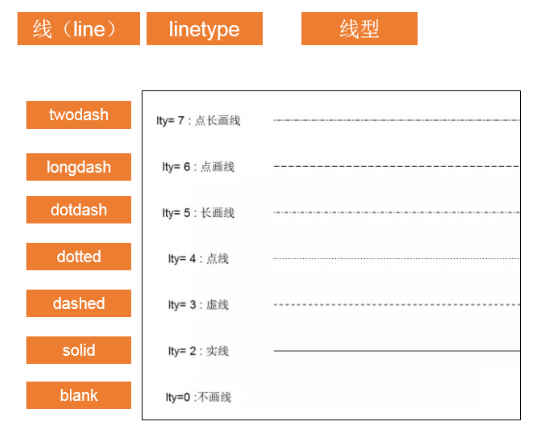 线（line） linetype 线型
twodash lty= 7 : 点长画线
longdash lty= 6 : 点画线
dotdash lty= 5 : 长画线
dotted lty= 4 : 点线
dashed lty= 3 : 虚线
solid lty= 2 : 实线
blank lty=0 :不画线